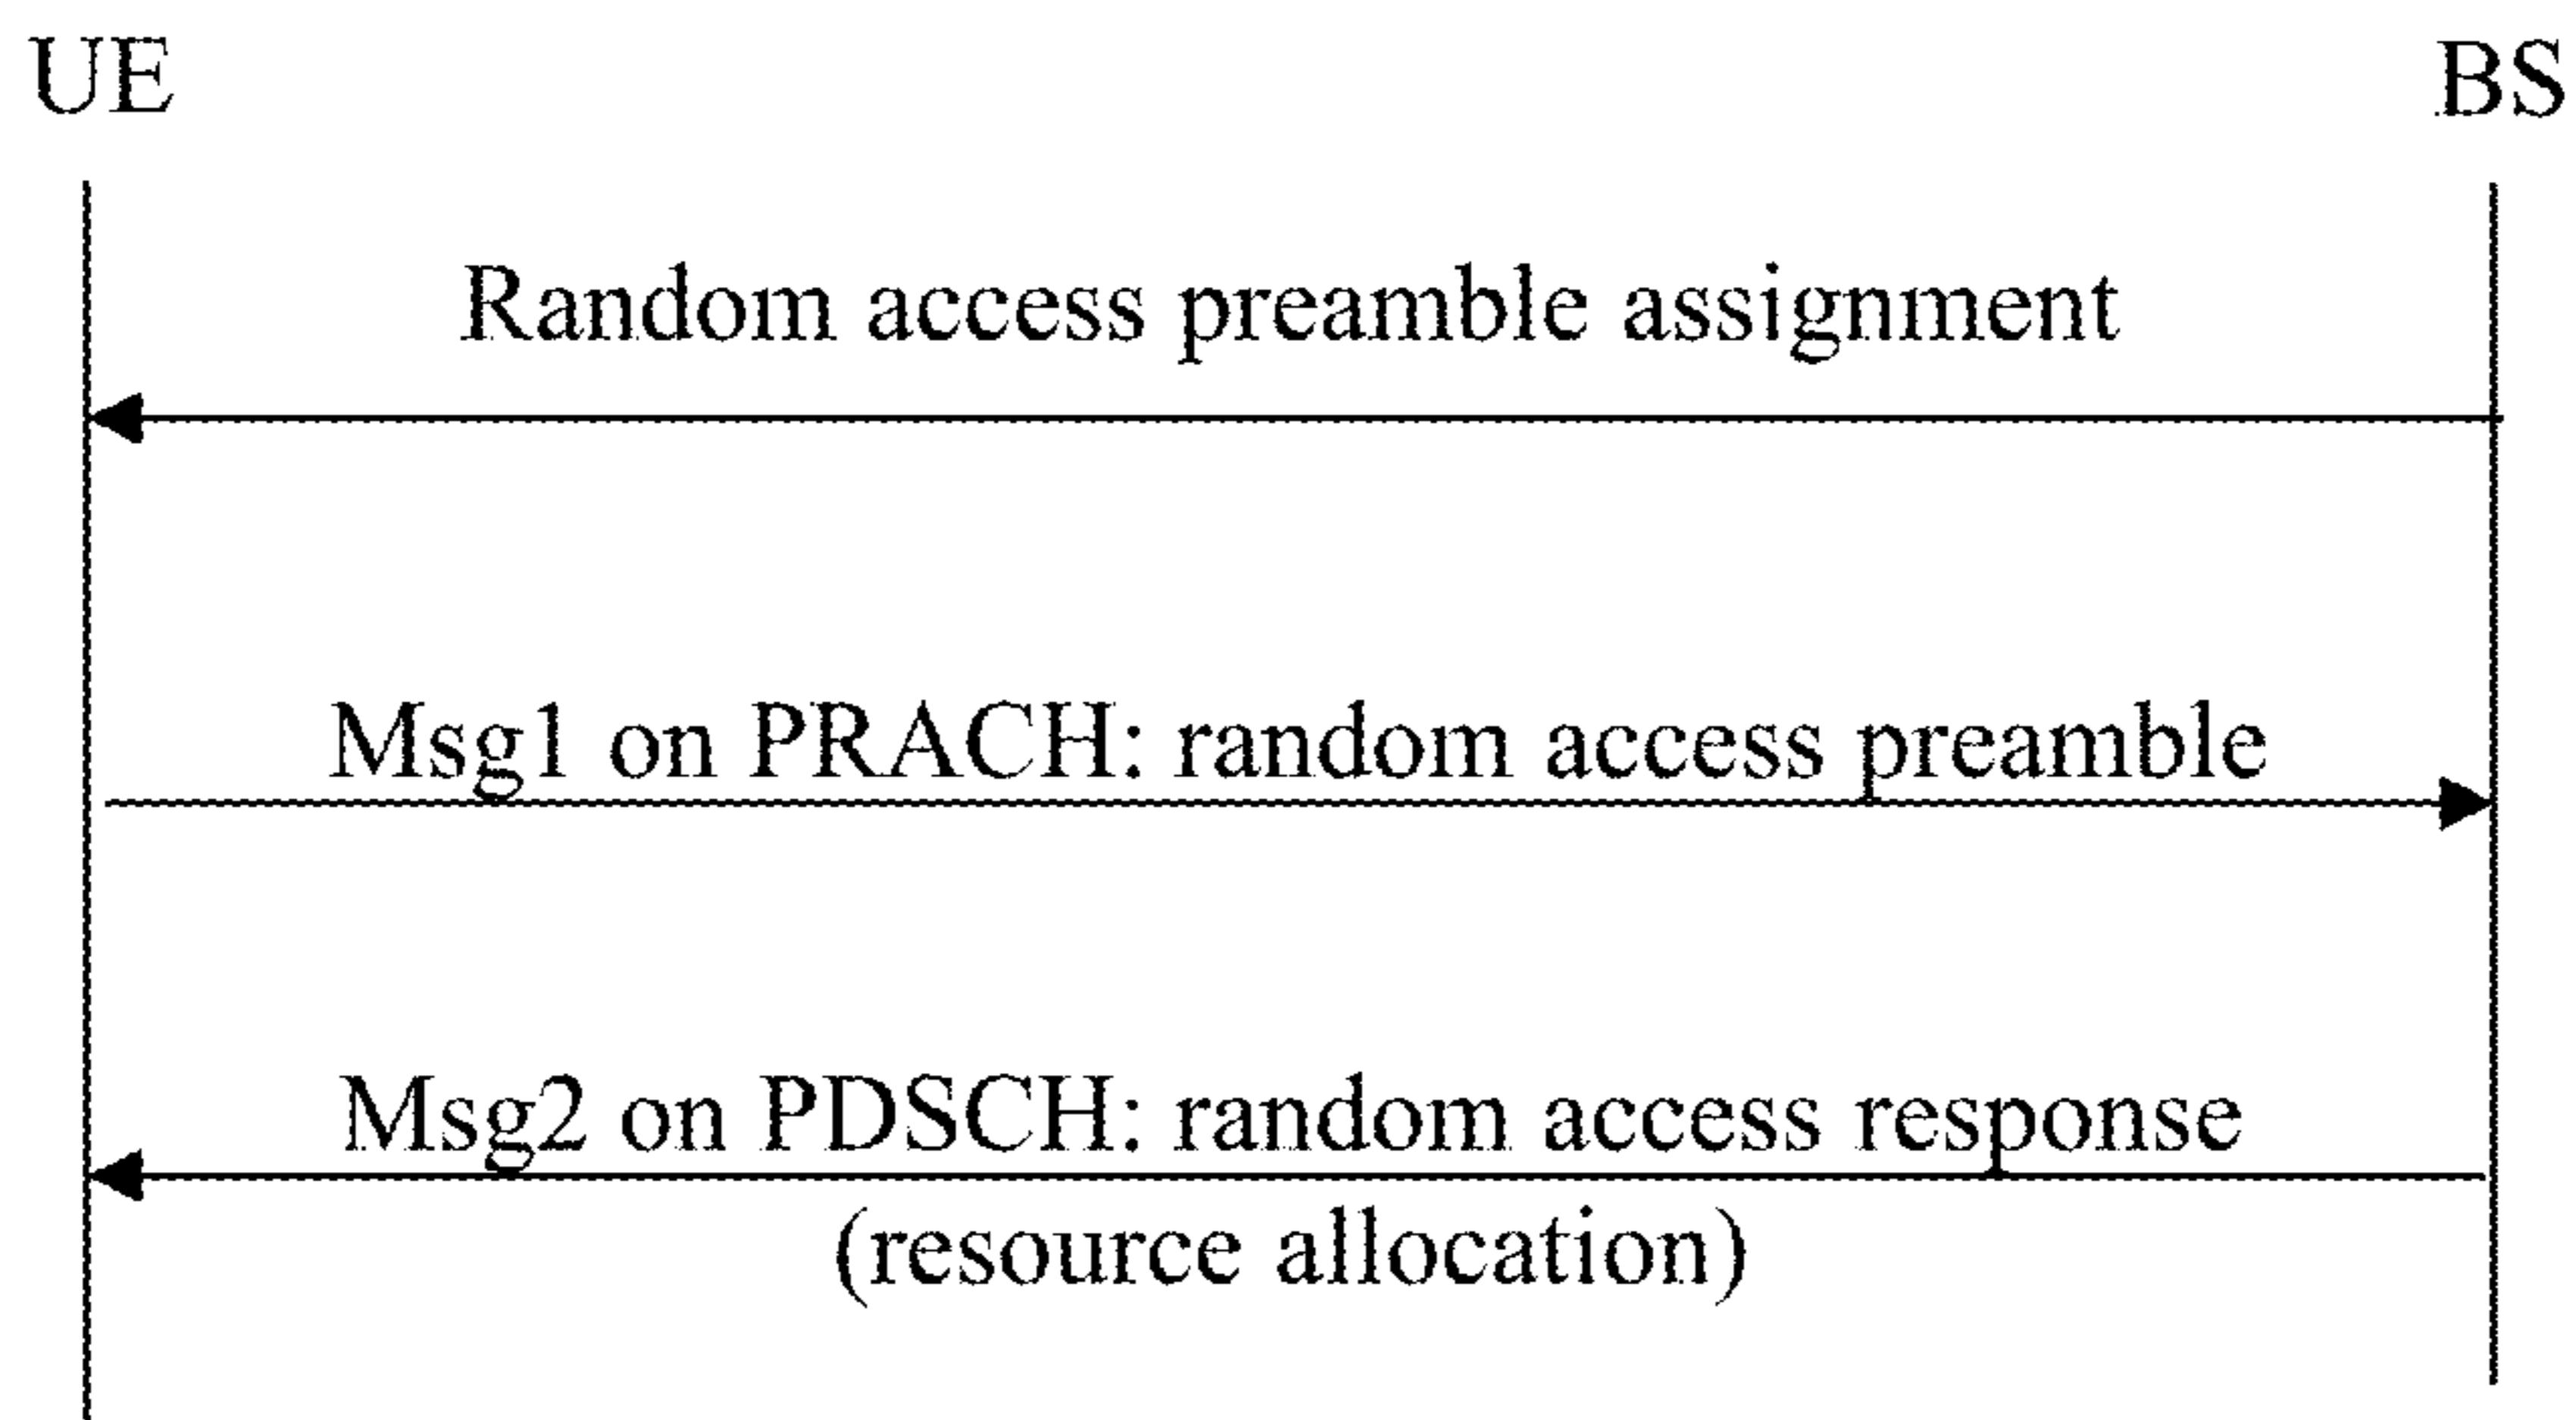 UE BS
Random access preamble assignment
Msg1 on PRACH: random access preamble
Msg2 on PDSCH: random access response
(resource allocation)